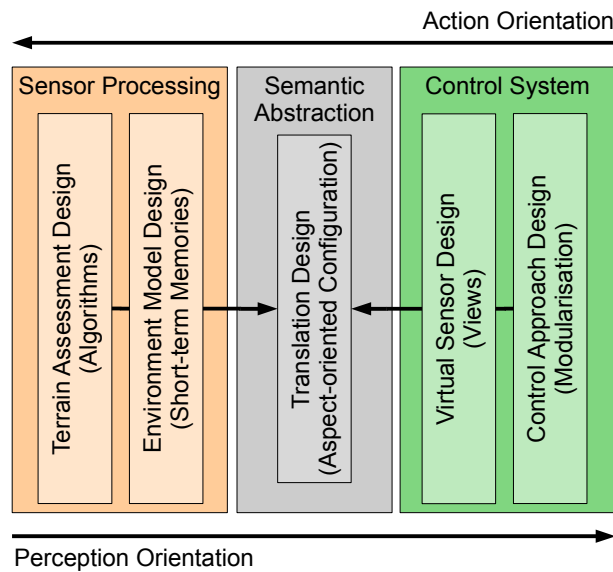 Action Orientation
Sensor Processing
Terrain Assessment Design
(Algorithms)
Environment Model Design
(Short-term Memories)
Semantic
Abstraction
Translation Design
(Aspect-oriented Configuration)
Control System
Virtual Sensor Design
(Views)
Control Approach Design
(Modularisation)
Perception Orientation